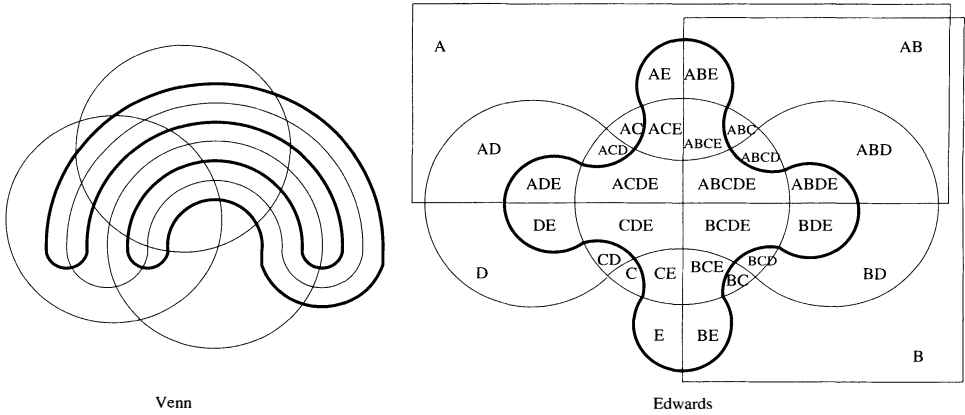 A AB
AE ABE
AC ACE ABCE ABC
ACD ABCD
AD ABD
ADE ACDE ABCDE ABDE
DE CDE BCDE BDE
CD C CE BCE BC BCD
D BD
E BE
B
Venn Edwards